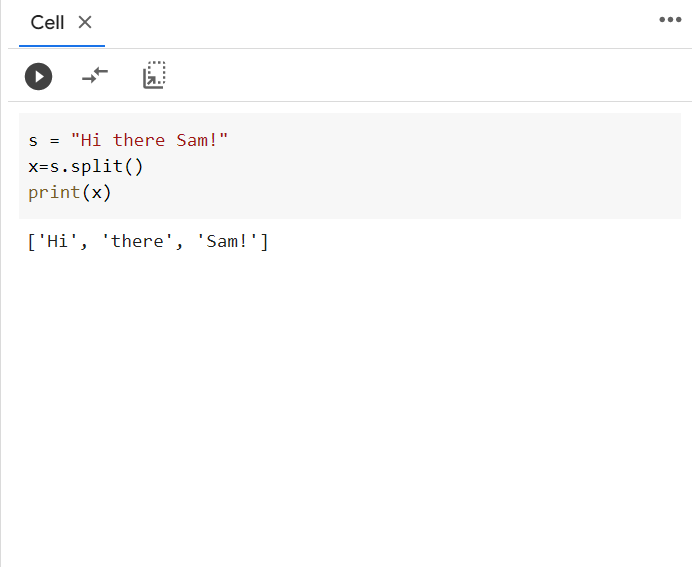 Cell
s = "Hi there Sam!"
x=s.split()
print(x)
['Hi', 'there', 'Sam!']